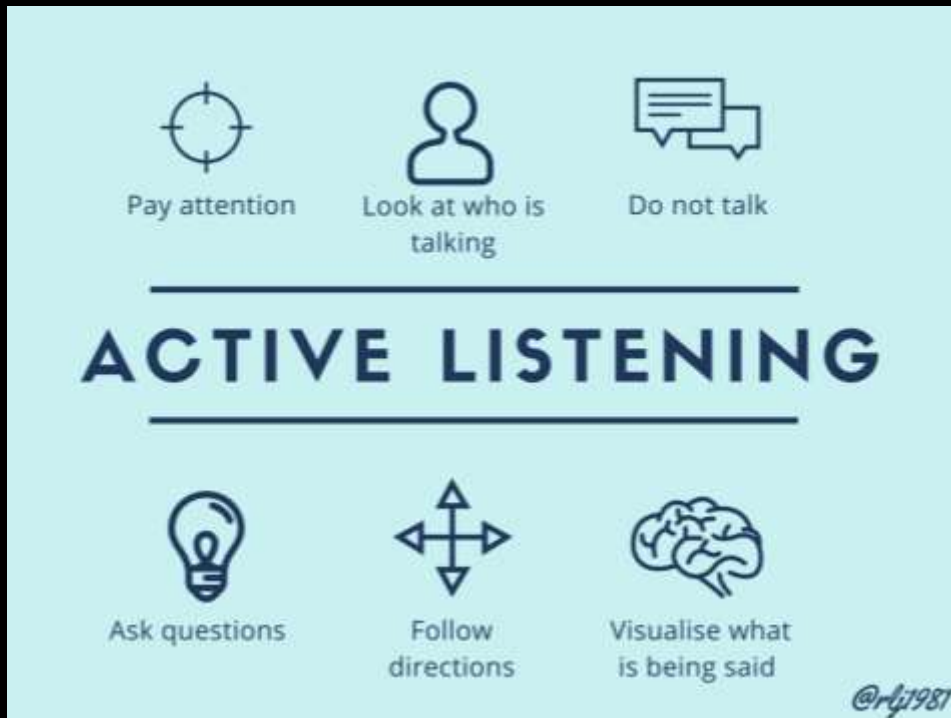 Pay attention
Look at who is
talking
Do not talk
ACTIVE LISTENING
Ask questions
Follow
directions
Visualise what
is being said
@rlj1987